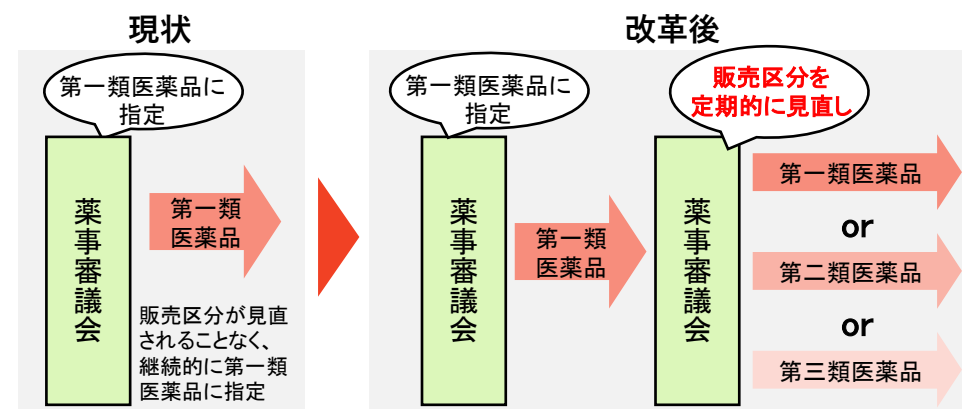 現状
第一類医薬品に
指定
薬事審議会
第一類
医薬品
販売区分が見直
されることなく、
継続的に第一類
医薬品に指定
改革後
第一類医薬品に
指定
薬事審議会
第一類
医薬品
販売区分を
定期的に見直し
薬事審議会
第一類医薬品
or
第二類医薬品
or
第三類医薬品